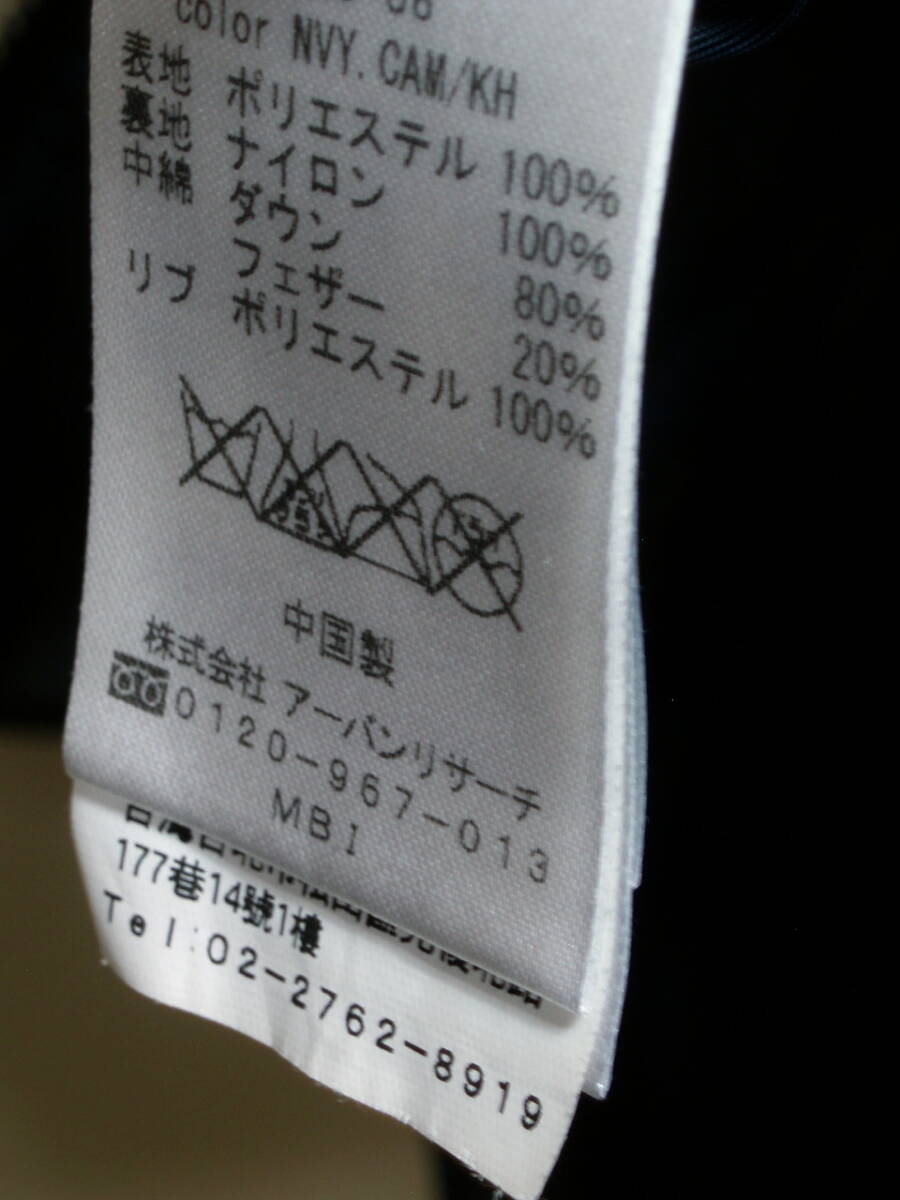 color NVY.CAM/KH
表地 ポリエステル 100%
裏地 ナイロン 100%
中綿 ダウン 80%
フェザー 20%
リブ ポリエステル 100%
中国製
株式会社 アーバンリサーチ
0120-967-013
MBI
177巷14號1樓
Tel:02-2762-8919